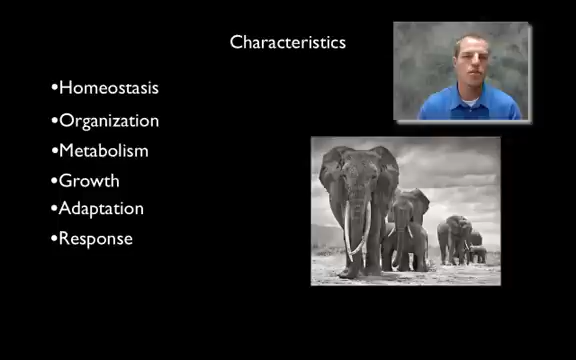 Characteristics
•Homeostasis
•Organization
•Metabolism
•Growth
•Adaptation
•Response